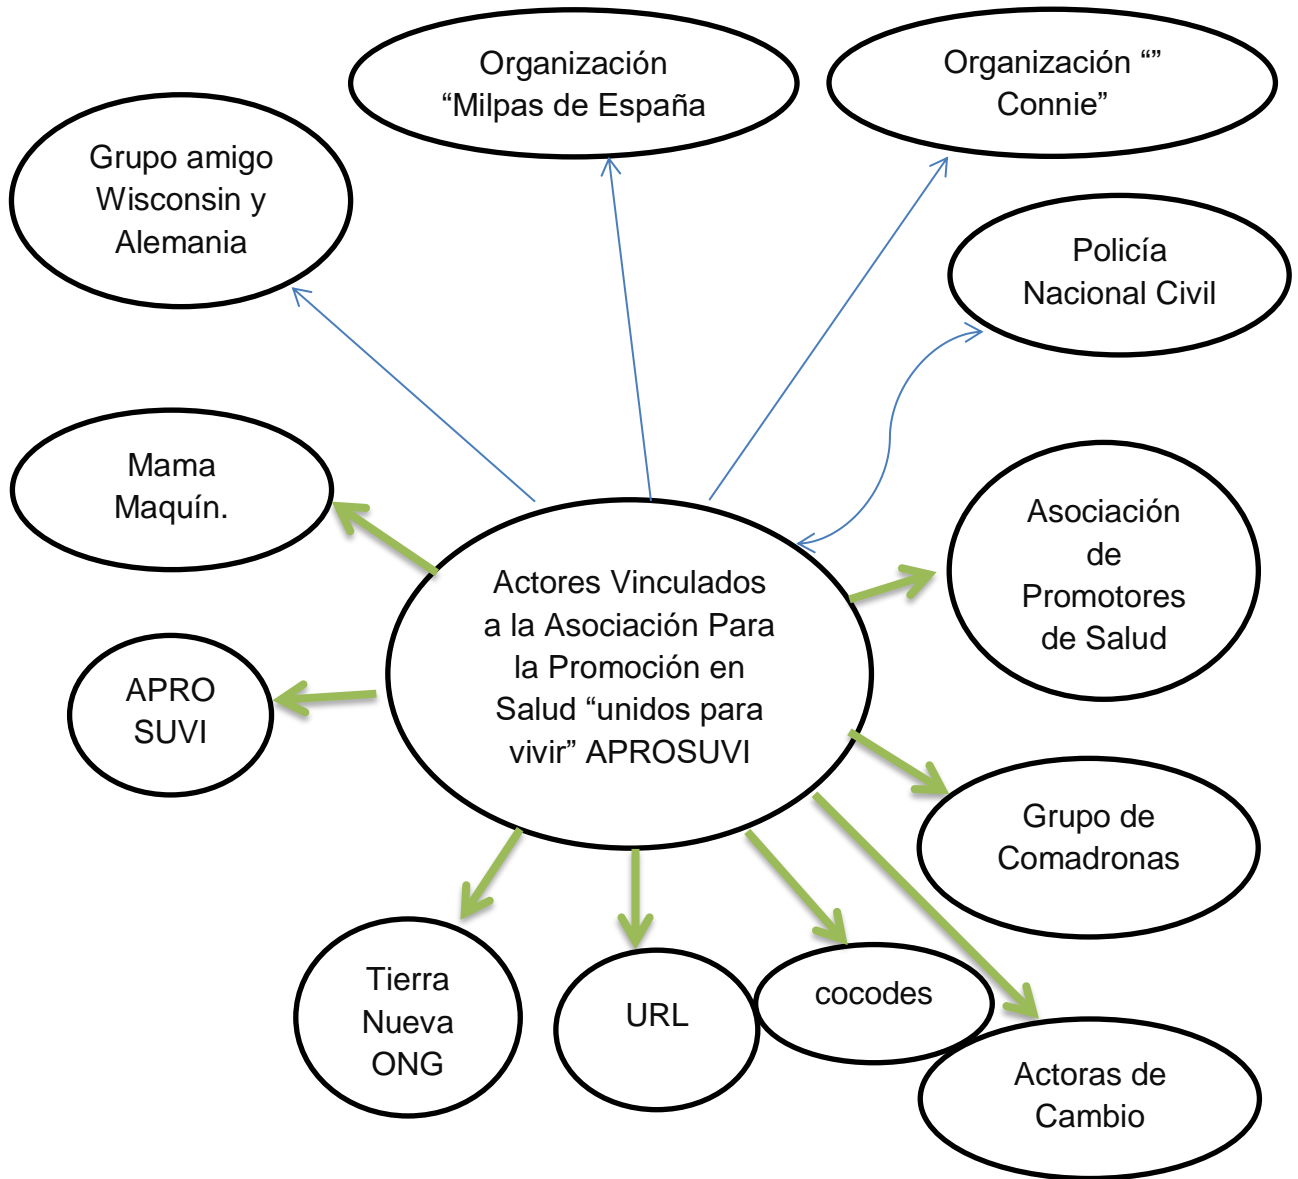 Organización
“Milpas de España
Organización “”
Connie”
Grupo amigo
Wisconsin y
Alemania
Policía
Nacional Civil
Mama
Maquín.
Asociación
de
Promotores
de Salud
Actores Vinculados
a la Asociación Para
la Promoción en
Salud “unidos para
vivir” APROSUVI
APRO
SUVI
Grupo de
Comadronas
Tierra
Nueva
ONG
URL
cocodes
Actoras de
Cambio